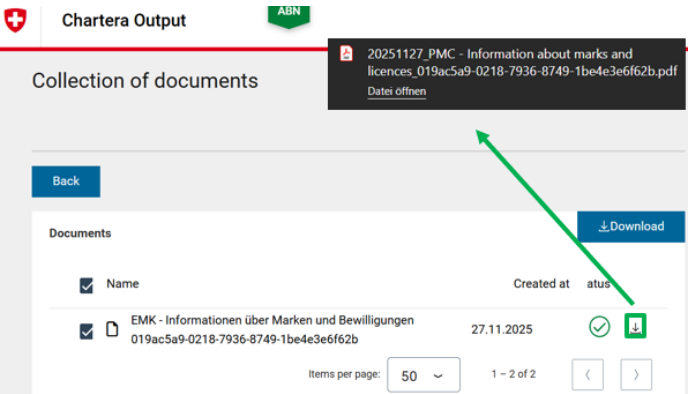 Chartera Output
ABN
20251127_PMC - Information about marks and
licences_019ac5a9-0218-7936-8749-1be4e3e6f62b.pdf
Datei öffnen
Collection of documents
Back
Documents
Download
Name
Created at
atus
EMK - Informationen über Marken und Bewilligungen
019ac5a9-0218-7936-8749-1be4e3e6f62b
27.11.2025
Items per page:
50
1 – 2 of 2